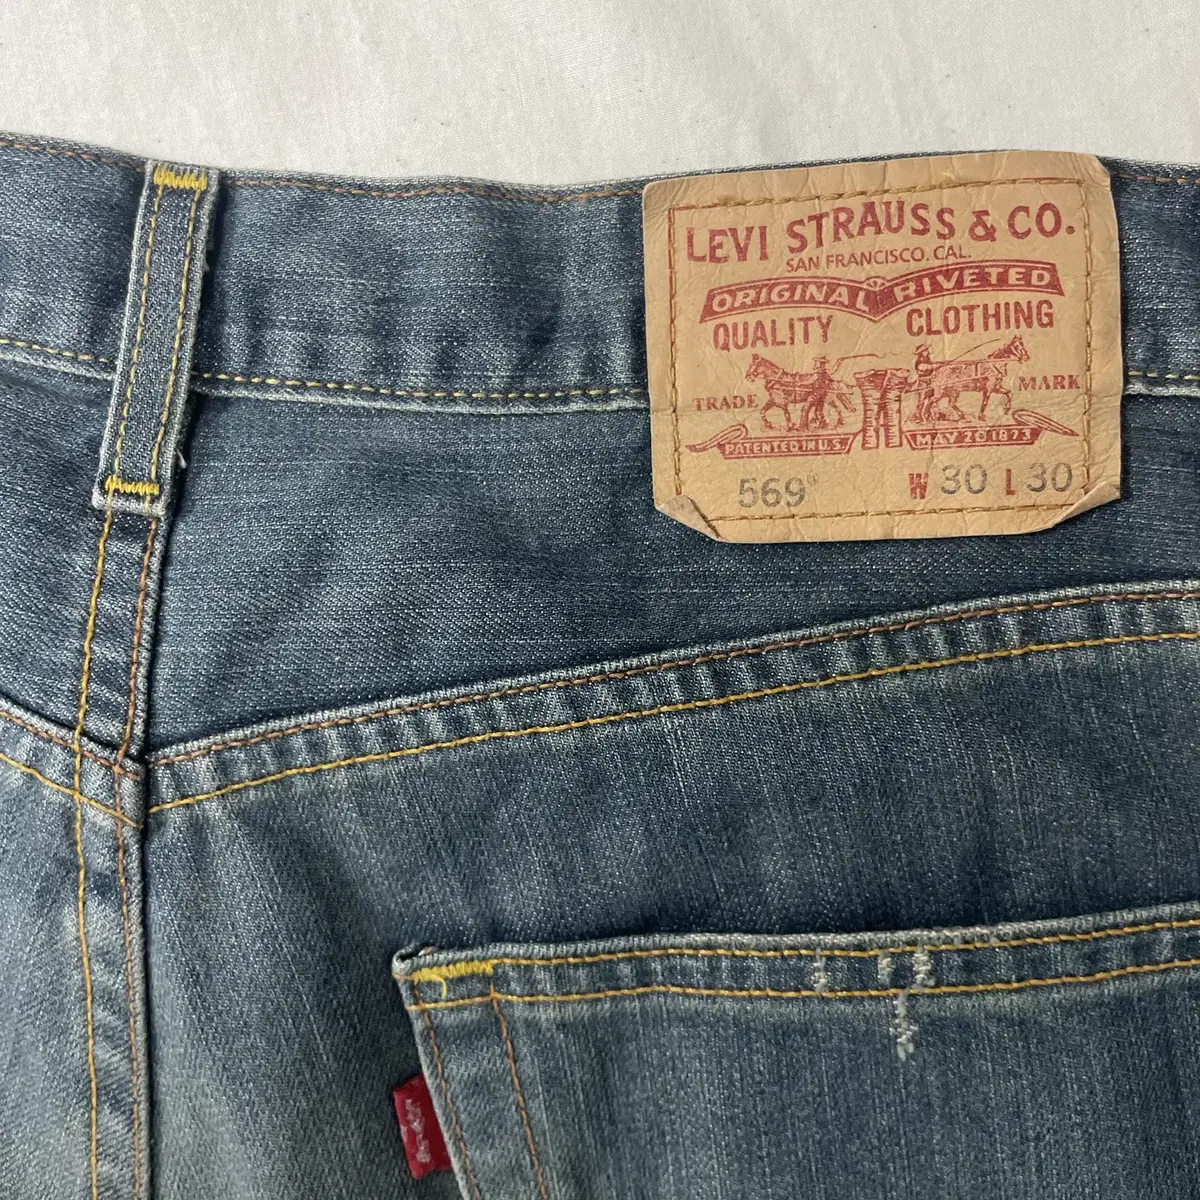 LEVI STRAUSS & CO.
SAN FRANCISCO. CAL.
ORIGINAL RIVETED
QUALITY CLOTHING
TRADE MARK
PATENTED IN U.S. MAY 20 1873
569° W 30 L 30